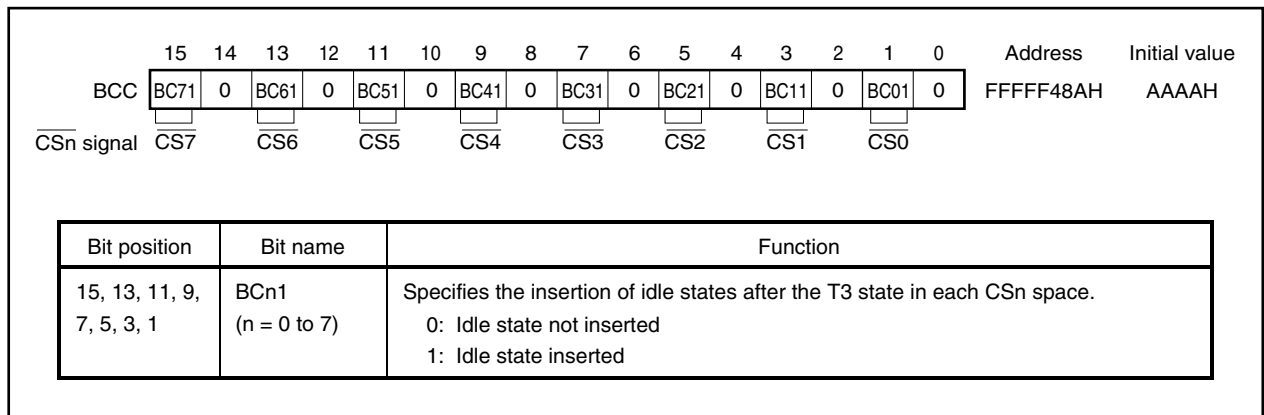 15 14 13 12 11 10 9 8 7 6 5 4 3 2 1 0 Address Initial value
BCC BC71 0 BC61 0 BC51 0 BC41 0 BC31 0 BC21 0 BC11 0 BC01 0 FFFFF48AH AAAAH
CSn signal CS7 CS6 CS5 CS4 CS3 CS2 CS1 CS0
Bit position Bit name Function
15, 13, 11, 9, BCn1 Specifies the insertion of idle states after the T3 state in each CSn space.
7, 5, 3, 1 (n = 0 to 7) 0: Idle state not inserted
1: Idle state inserted